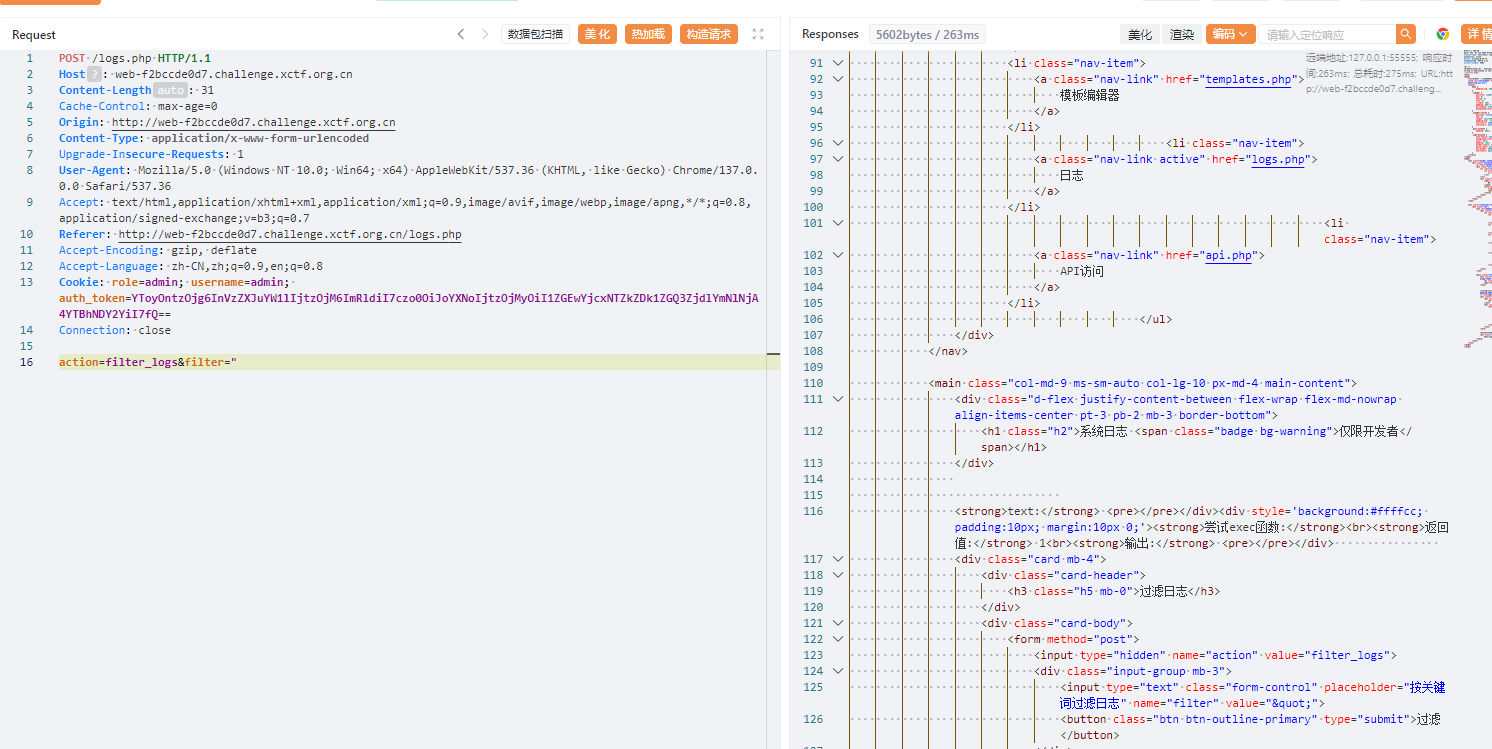 Request
数据包扫描
美化
热加载
构造请求
1 POST /logs.php HTTP/1.1
2 Host ? : web-f2bccde0d7.challenge.xctf.org.cn
3 Content-Length auto : 31
4 Cache-Control: max-age=0
5 Origin: http://web-f2bccde0d7.challenge.xctf.org.cn
6 Content-Type: application/x-www-form-urlencoded
7 Upgrade-Insecure-Requests: 1
8 User-Agent: Mozilla/5.0 (Windows NT 10.0; Win64; x64) AppleWebKit/537.36 (KHTML, like Gecko) Chrome/137.0.
0.0 Safari/537.36
9 Accept: text/html,application/xhtml+xml,application/xml;q=0.9,image/avif,image/webp,image/apng,*/*;q=0.8,
application/signed-exchange;v=b3;q=0.7
10 Referer: http://web-f2bccde0d7.challenge.xctf.org.cn/logs.php
11 Accept-Encoding: gzip, deflate
12 Accept-Language: zh-CN,zh;q=0.9,en;q=0.8
13 Cookie: role=admin; username=admin;
14 Connection: close
15
16 action=filter_logs&filter="
Responses
5602bytes / 263ms
美化
渲染
编码
请输入定位响应
详情
远端地址:127.0.0.1:55555; 响应时
间:263ms; 总耗时:275ms; URL:htt
p://web-f2bccde0d7.challeng...
91 <li class="nav-item">
92 <a class="nav-link" href="templates.php">
93 模板编辑器
94 </a>
95 </li>
96 <li class="nav-item">
97 <a class="nav-link active" href="logs.php">
98 日志
99 </a>
100 </li>
101 <li
class="nav-item">
102 <a class="nav-link" href="api.php">
103 API访问
104 </a>
105 </li>
106 </ul>
107 </div>
108 </nav>
109
110 <main class="col-md-9 ms-sm-auto col-lg-10 px-md-4 main-content">
111 <div class="d-flex justify-content-between flex-wrap flex-md-nowrap
align-items-center pt-3 pb-2 mb-3 border-bottom">
112 <h1 class="h2">系统日志 <span class="badge bg-warning">仅限开发者</
span></h1>
113 </div>
114
115
116 <strong>text:</strong> <pre></pre></div><div style='background:#ffffcc;
padding:10px; margin:10px 0;'><strong>尝试exec函数:</strong><br><strong>返回
值:</strong> 1<br><strong>输出:</strong> <pre></pre></div>
117 <div class="card mb-4">
118 <div class="card-header">
119 <h3 class="h5 mb-0">过滤日志</h3>
120 </div>
121 <div class="card-body">
122 <form method="post">
123 <input type="hidden" name="action" value="filter_logs">
124 <div class="input-group mb-3">
125 <input type="text" class="form-control" placeholder="按关键
词过滤日志" name="filter" value="&quot;">
126 <button class="btn btn-outline-primary" type="submit">过滤
</button>